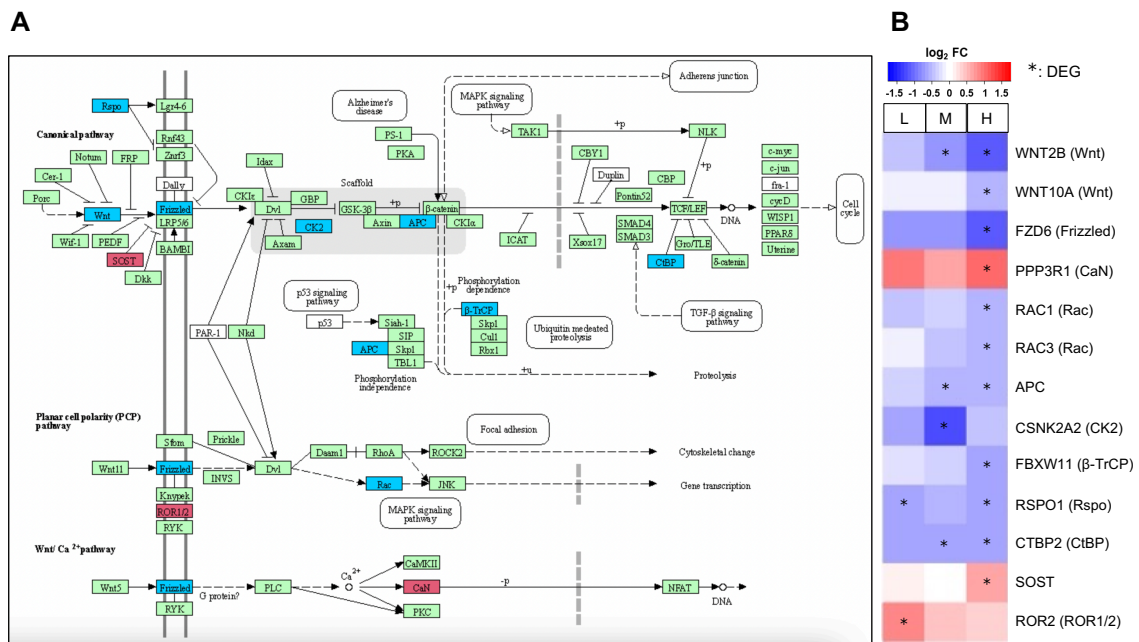 A
B
log₂ FC
-1.5 -1 -0.5 0 0.5 1 1.5
*: DEG
L M H
Rspo
Lgr4-6
Rnf43
Znrf3
Canonical pathway
Notum
FRP
Cer-1
Porc
Wnt
Wif-1
PEDF
SOST
Dkk
Dally
Frizzled
LRP5/6
BAMBI
Idax
CKIε
Dvl
GBP
CK2
Axam
PAR-1
Nkd
Scaffold
GSK-3β
+p
Axin
APC
β-catenin
CKIα
Alzheimer's
disease
PS-1
PKA
MAPK signaling
pathway
TAK1
+p
NLK
+p
Adherens junction
ICAT
CBY1
Duplin
Xsox17
CBP
Pontin52
TCF/LEF
SMAD4
SMAD3
Gro/TLE
CtBP
δ-catenin
DNA
c-myc
c-jun
fra-1
cycD
WISP1
PPARδ
Uterine
Cell
cycle
p53 signaling
pathway
p53
Siah-1
SIP
APC
Skp1
TBL1
Phosphorylation
independence
+p
Phosphorylation
dependence
β-TrCP
Skp1
Cul1
Rbx1
Ubiquitin mediated
proteolysis
TGF-β signaling
pathway
+u
Proteolysis
Planar cell polarity (PCP)
pathway
Stbm
Prickle
Wnt11
Frizzled
INVS
Dvl
Knypek
ROR1/2
RYK
Daam1
RhoA
ROCK2
Focal adhesion
Cytoskeletal change
Rac
JNK
Gene transcription
MAPK signaling
pathway
Wnt/ Ca 2+ pathway
Wnt5
Frizzled
RYK
G protein?
PLC
Ca2+
CaMKII
CaN
PKC
-p
NFAT
DNA
* * WNT2B (Wnt)
* WNT10A (Wnt)
* FZD6 (Frizzled)
* PPP3R1 (CaN)
* RAC1 (Rac)
* RAC3 (Rac)
* * APC
* CSNK2A2 (CK2)
* FBXW11 (β-TrCP)
* * RSPO1 (Rspo)
* * CTBP2 (CtBP)
* SOST
* ROR2 (ROR1/2)